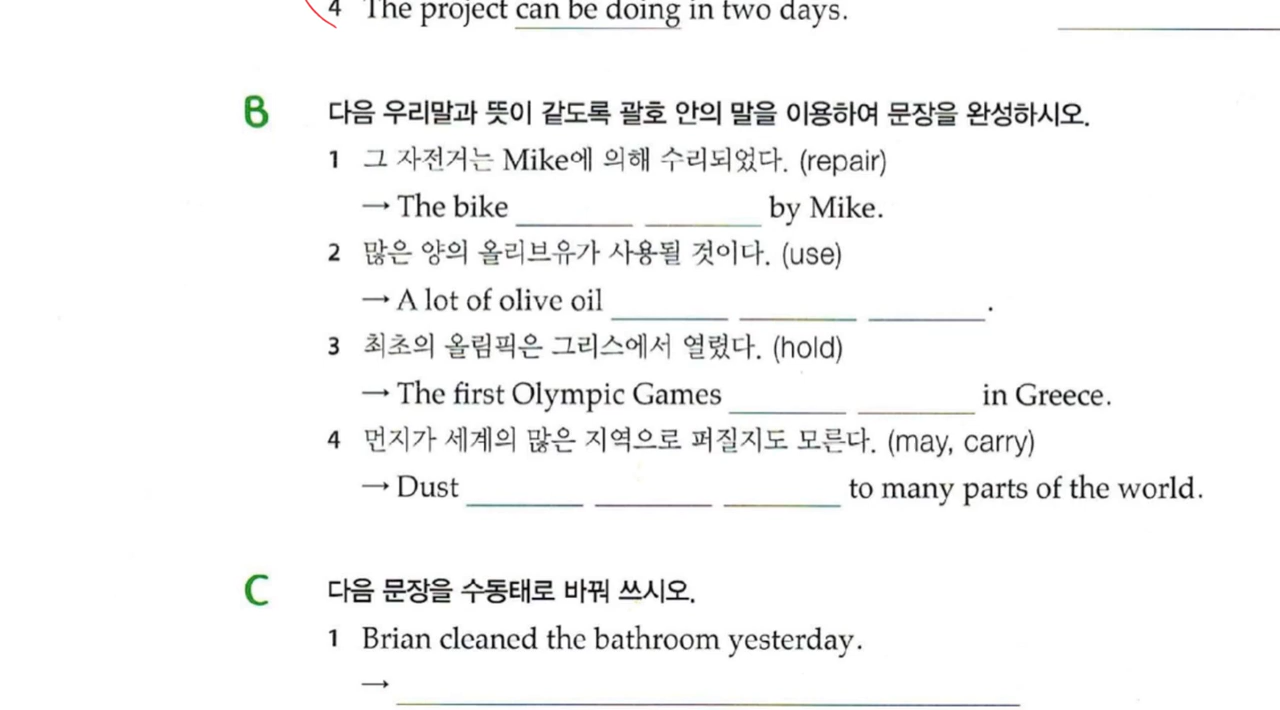 4 The project can be doing in two days.
B 다음 우리말과 뜻이 같도록 괄호 안의 말을 이용하여 문장을 완성하시오.
1 그 자전거는 Mike에 의해 수리되었다. (repair)
→ The bike ________ ________ by Mike.
2 많은 양의 올리브유가 사용될 것이다. (use)
→ A lot of olive oil ________ ________ ________.
3 최초의 올림픽은 그리스에서 열렸다. (hold)
→ The first Olympic Games ________ ________ in Greece.
4 먼지가 세계의 많은 지역으로 퍼질지도 모른다. (may, carry)
→ Dust ________ ________ ________ to many parts of the world.
C 다음 문장을 수동태로 바꿔 쓰시오.
1 Brian cleaned the bathroom yesterday.
→ ________